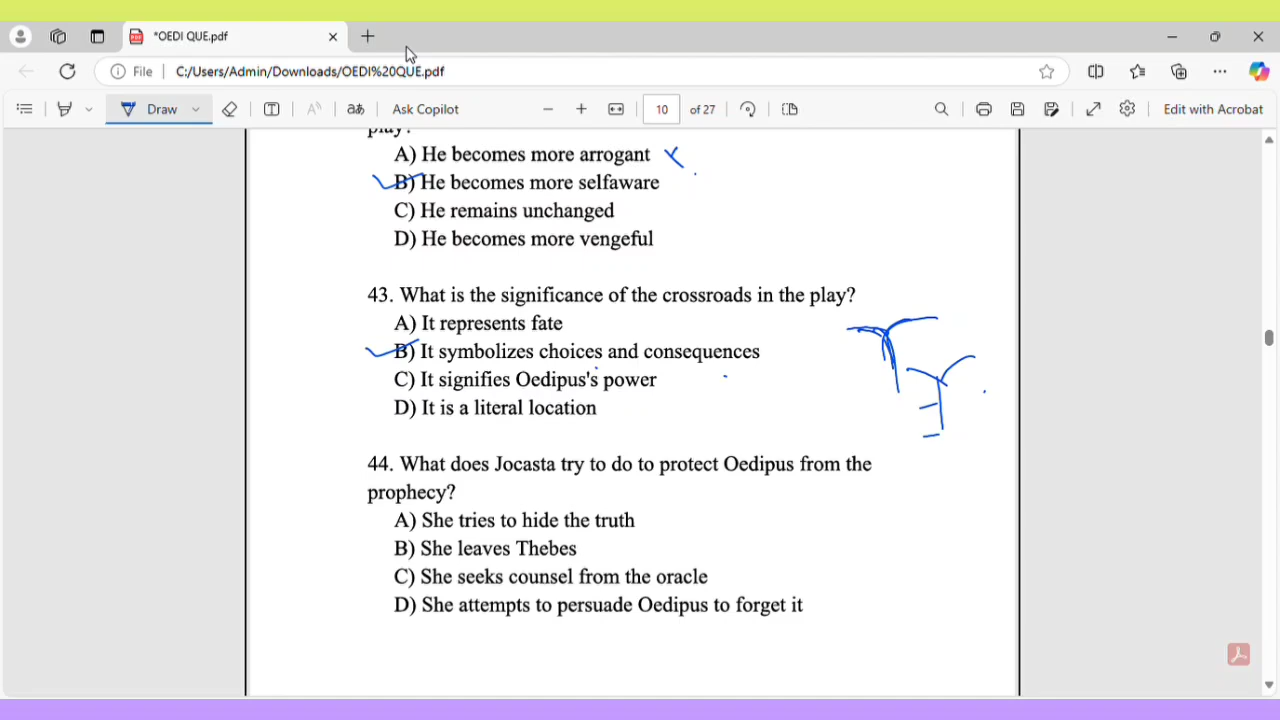 *OEDI QUE.pdf
File
C:/Users/Admin/Downloads/OEDI%20QUE.pdf
Draw
aあ
Ask Copilot
10
of 27
Edit with Acrobat
play?
A) He becomes more arrogant
B) He becomes more selfaware
C) He remains unchanged
D) He becomes more vengeful
43. What is the significance of the crossroads in the play?
A) It represents fate
B) It symbolizes choices and consequences
C) It signifies Oedipus's power
D) It is a literal location
44. What does Jocasta try to do to protect Oedipus from the
prophecy?
A) She tries to hide the truth
B) She leaves Thebes
C) She seeks counsel from the oracle
D) She attempts to persuade Oedipus to forget it